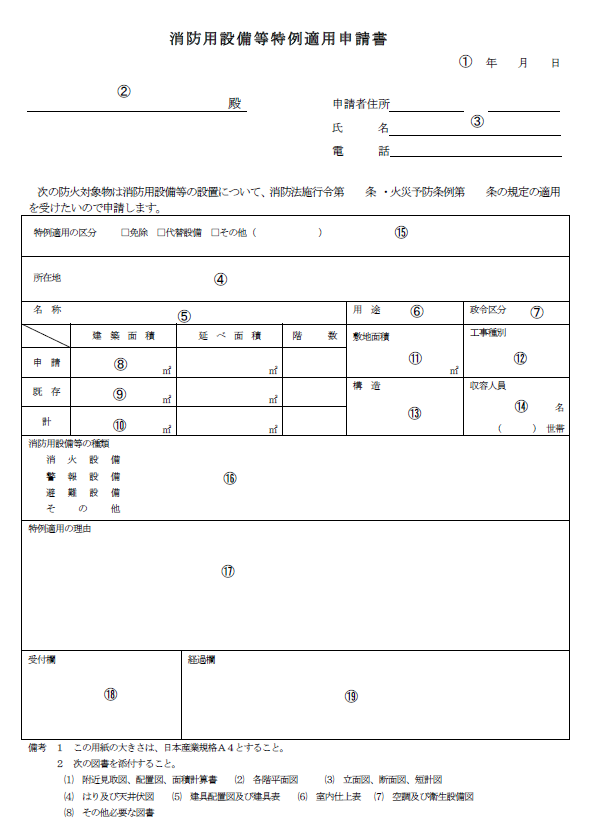 消防用設備等特例適用申請書
① 年 月 日
② 殿
申請者住所
氏 名 ③
電 話
次の防火対象物は消防用設備等の設置について、消防法施行令第 条・火災予防条例第 条の規定の適用
を受けたいので申請します。
特例適用の区分 □免除 □代替設備 □その他（ ） ⑮
所在地 ④
名 称 ⑤ 用 途 ⑥ 政令区分 ⑦
建 築 面 積 延 べ 面 積 階 数 敷地面積 ⑪ ㎡ 工事種別 ⑫
申 請 ⑧ ㎡ ㎡
既 存 ⑨ ㎡ ㎡ 構 造 ⑬ 収容人員 ⑭ 名
計 ⑩ ㎡ ㎡ （ ） 世帯
消防用設備等の種類
消 火 設 備
警 報 設 備 ⑯
避 難 設 備
そ の 他
特例適用の理由
⑰
受付欄 経過欄
⑱ ⑲
備考 １ この用紙の大きさは、日本産業規格Ａ４とすること。
２ 次の図書を添付すること。
⑴ 附近見取図、配置図、面積計算書 ⑵ 各階平面図 ⑶ 立面図、断面図、矩計図
⑷ はり及び天井伏図 ⑸ 建具配置図及び建具表 ⑹ 室内仕上表 ⑺ 空調及び衛生設備図
⑻ その他必要な図書